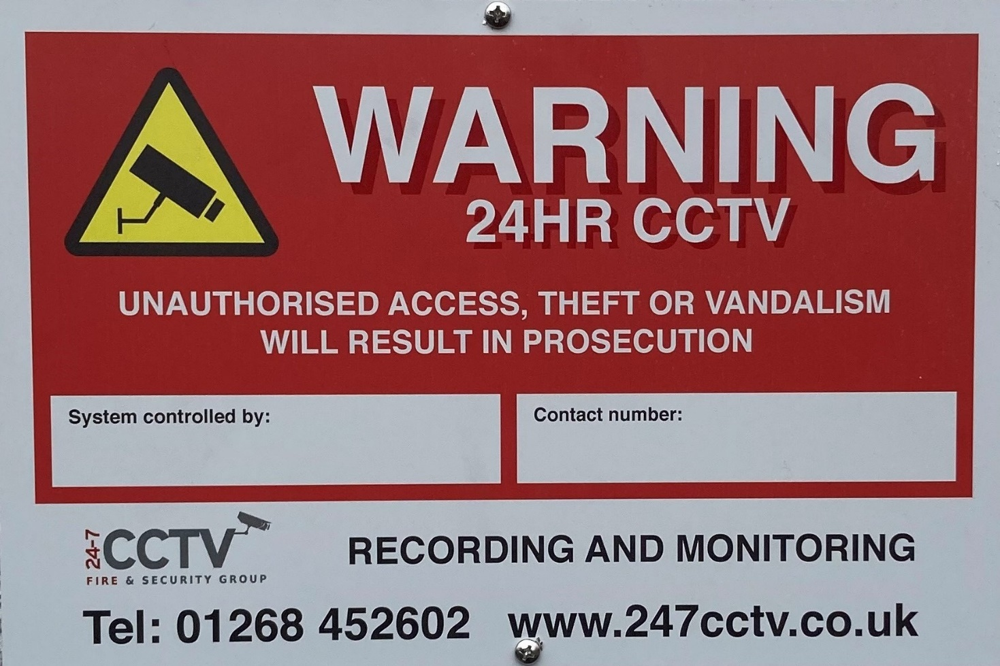 WARNING
24HR CCTV
UNAUTHORISED ACCESS, THEFT OR VANDALISM
WILL RESULT IN PROSECUTION
System controlled by:
Contact number:
24-7 CCTV
FIRE & SECURITY GROUP
RECORDING AND MONITORING
Tel: 01268 452602 www.247cctv.co.uk